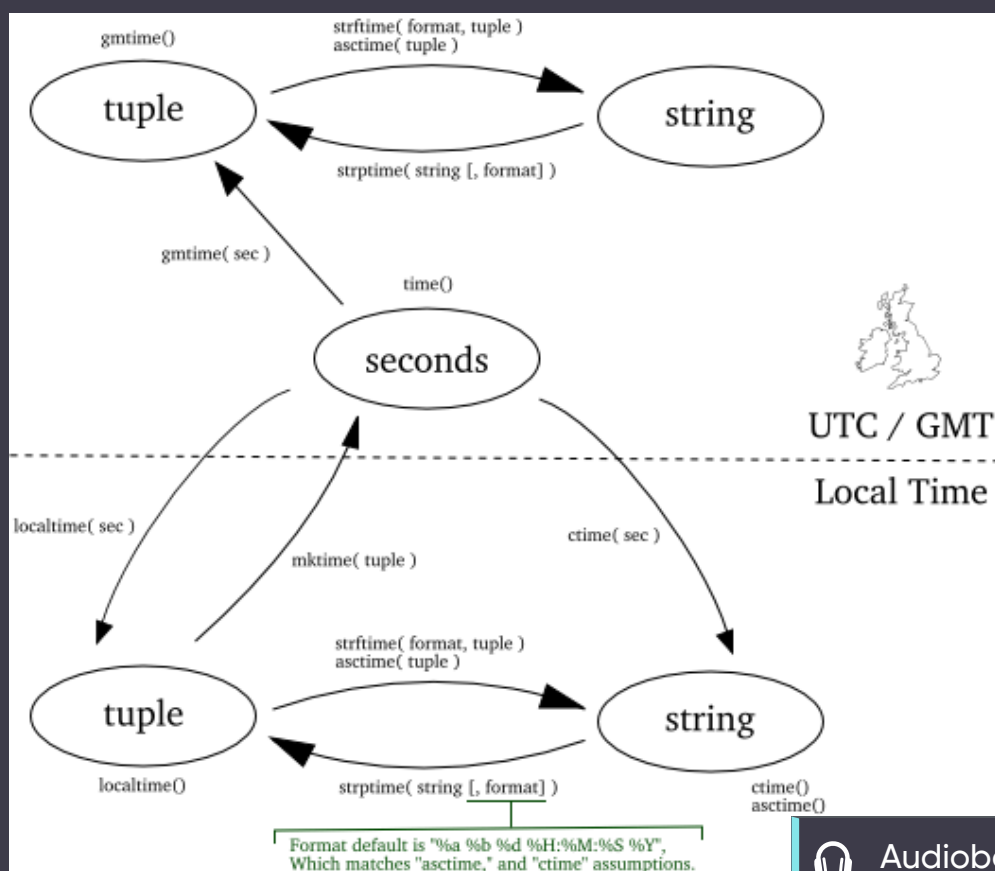 strftime( format, tuple )
asctime( tuple )
gmtime()
tuple
string
strptime( string [, format] )
gmtime( sec )
time()
seconds
UTC / GMT
Local Time
localtime( sec )
ctime( sec )
mktime( tuple )
strftime( format, tuple )
asctime( tuple )
tuple
string
localtime()
strptime( string [, format] )
ctime()
asctime()
Format default is "%a %b %d %H:%M:%S %Y",
Which matches "asctime," and "ctime" assumptions.